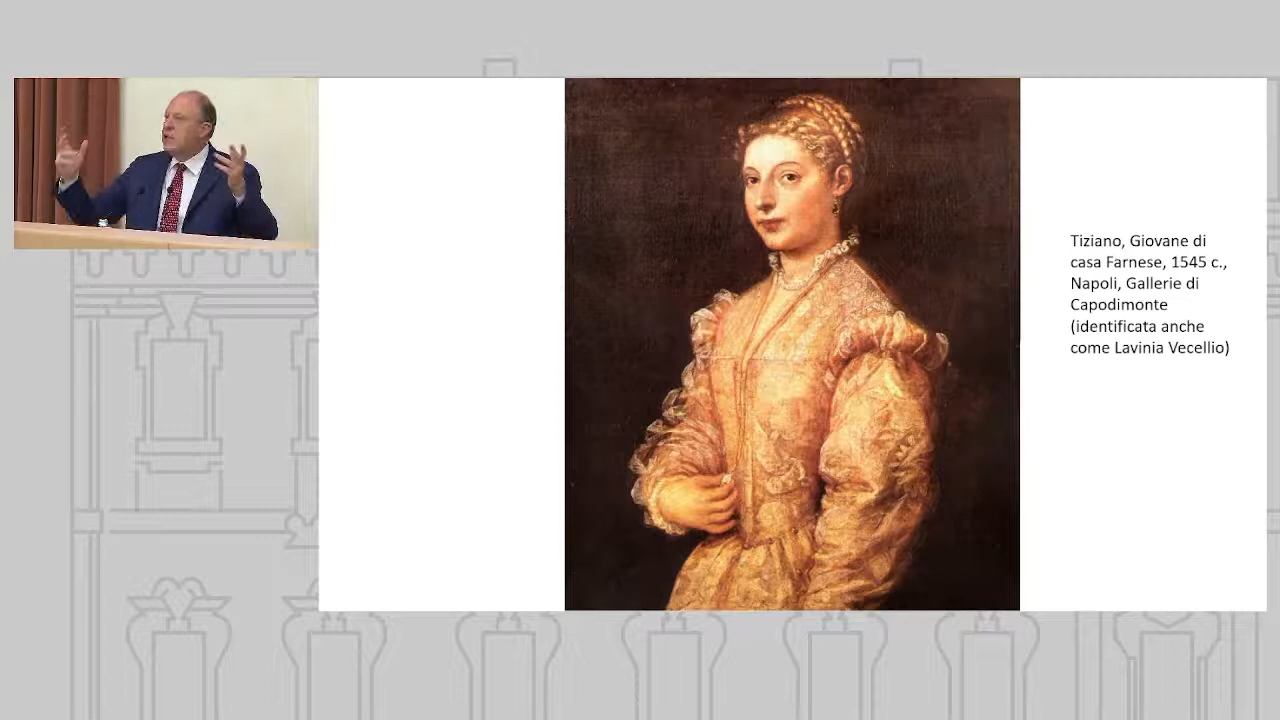 Tiziano, Giovane di
casa Farnese, 1545 c.,
Napoli, Gallerie di
Capodimonte
(identificata anche
come Lavinia Vecellio)